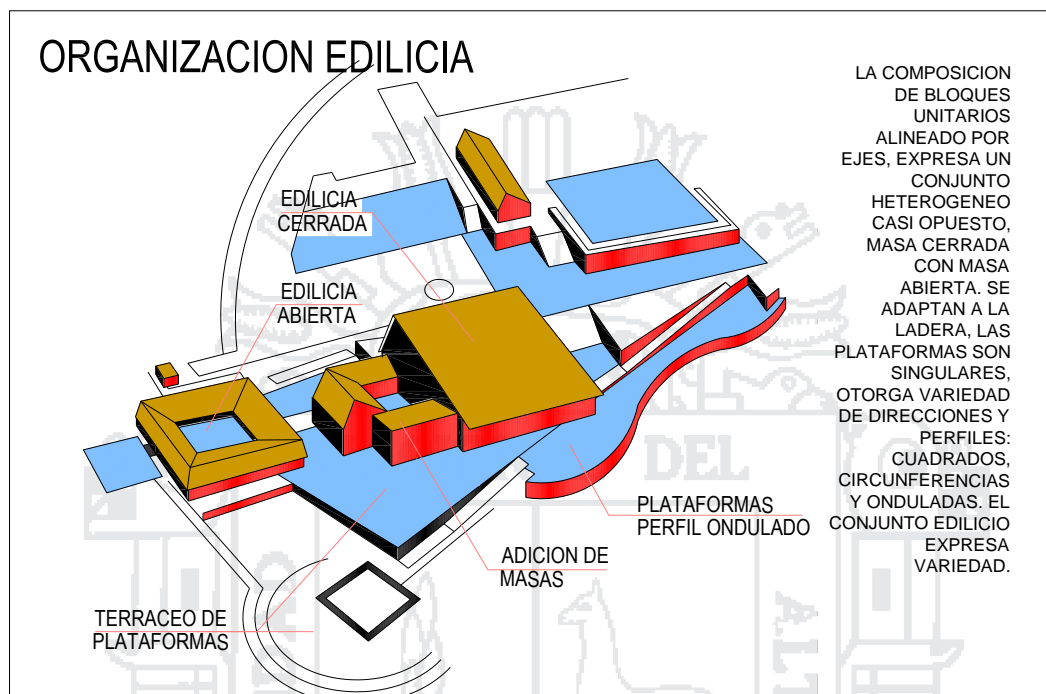 ORGANIZACION EDILICIA
LA COMPOSICION
DE BLOQUES
UNITARIOS
ALINEADO POR
EJES, EXPRESA UN
CONJUNTO
HETEROGENEO
CASI OPUESTO,
MASA CERRADA
CON MASA
ABIERTA. SE
ADAPTAN A LA
LADERA, LAS
PLATAFORMAS SON
SINGULARES,
OTORGA VARIEDAD
DE DIRECCIONES Y
PERFILES:
CUADRADOS,
CIRCUNFERENCIAS
Y ONDULADAS. EL
CONJUNTO EDILICIO
EXPRESA
VARIEDAD.
EDILICIA
CERRADA
EDILICIA
ABIERTA
DEL
PLATAFORMAS
PERFIL ONDULADO
ADICION DE
MASAS
TERRACEO DE
PLATAFORMAS